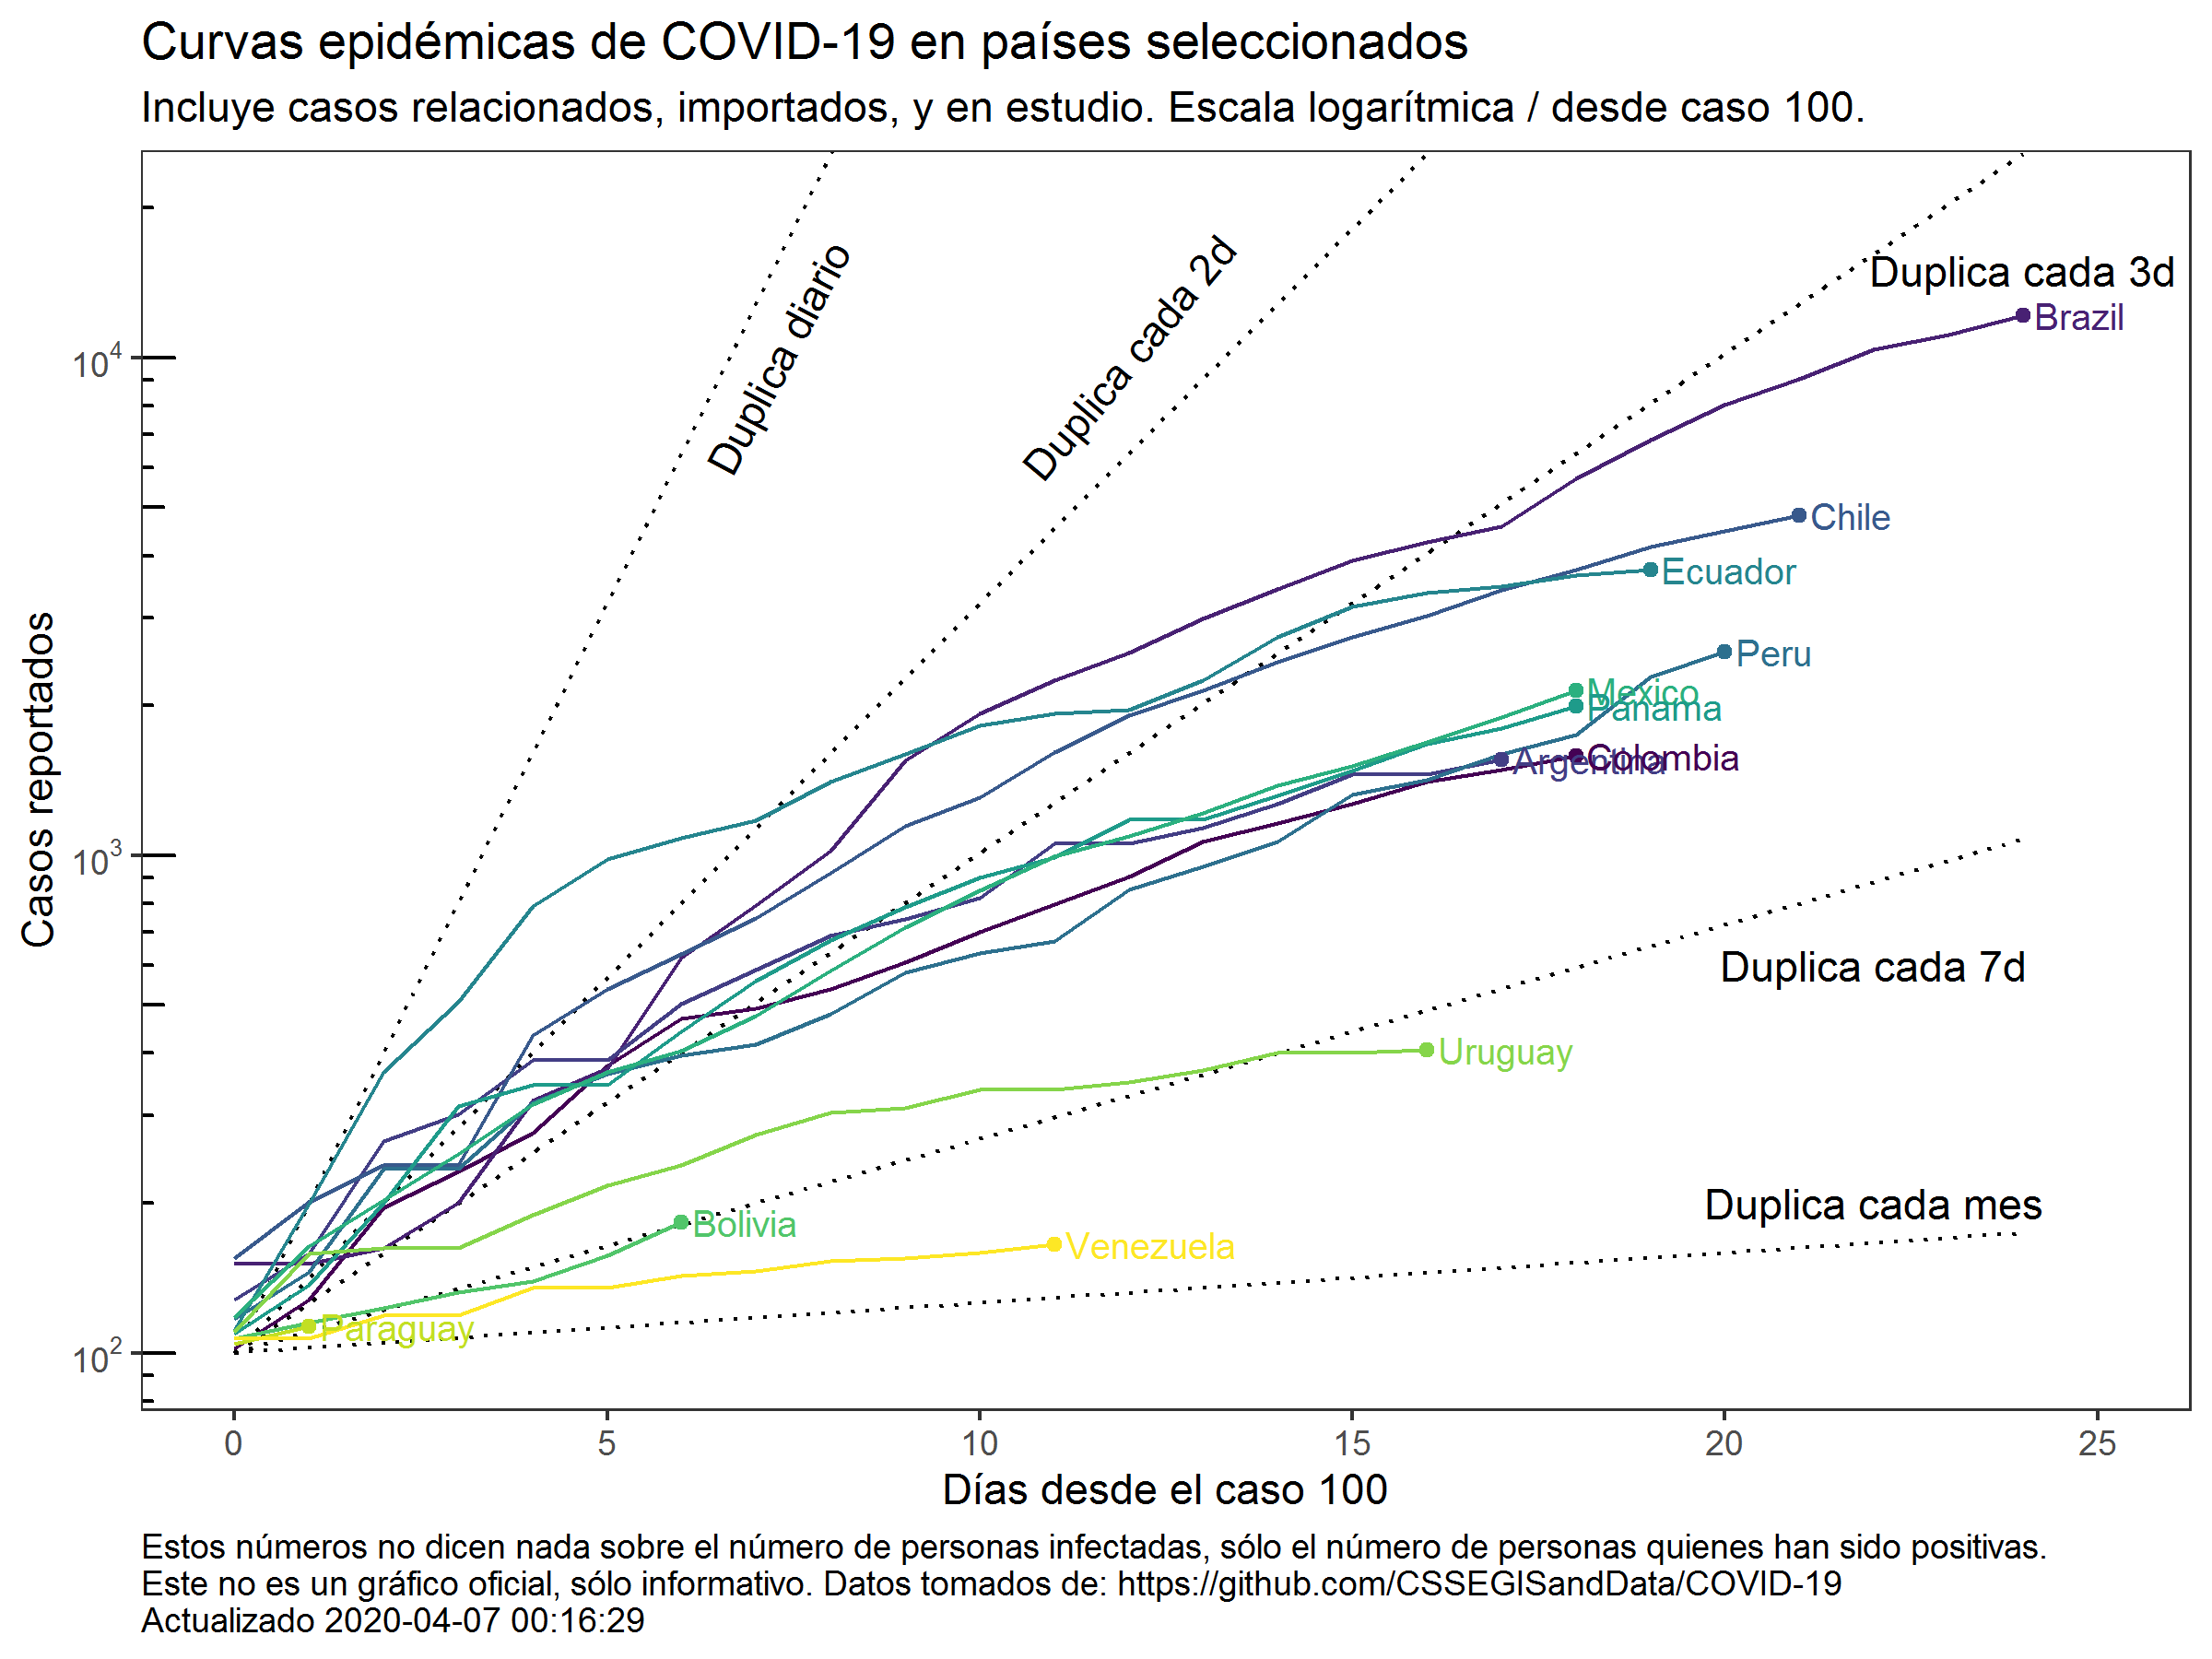 Curvas epidémicas de COVID-19 en países seleccionados
Incluye casos relacionados, importados, y en estudio. Escala logarítmica / desde caso 100.
Duplica diario
Duplica cada 2d
Duplica cada 3d
Brazil
Chile
Ecuador
Peru
Mexico
Panama
Colombia
Argentina
Duplica cada 7d
Uruguay
Duplica cada mes
Bolivia
Venezuela
Paraguay
Casos reportados
10⁴
10³
10²
0 5 10 15 20 25
Días desde el caso 100
Estos números no dicen nada sobre el número de personas infectadas, sólo el número de personas quienes han sido positivas.
Este no es un gráfico oficial, sólo informativo. Datos tomados de: https://github.com/CSSEGISandData/COVID-19
Actualizado 2020-04-07 00:16:29